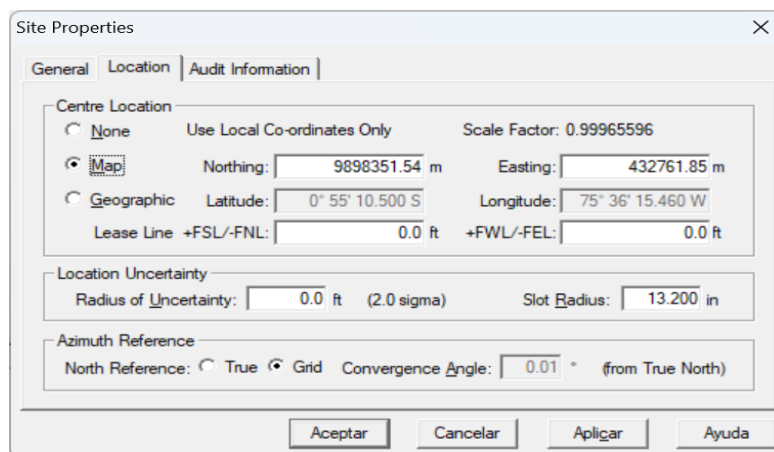 Site Properties
General Location Audit Information
Centre Location
None Use Local Co-ordinates Only Scale Factor: 0.99965596
Map Northing: 9898351.54 m Easting: 432761.85 m
Geographic Latitude: 0° 55' 10.500 S Longitude: 75° 36' 15.460 W
Lease Line +FSL/-FNL: 0.0 ft +FWL/-FEL: 0.0 ft
Location Uncertainty
Radius of Uncertainty: 0.0 ft (2.0 sigma) Slot Radius: 13.200 in
Azimuth Reference
North Reference: True Grid Convergence Angle: 0.01 ° (from True North)
Aceptar Cancelar Aplicar Ayuda